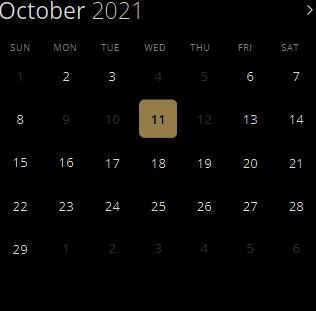 October 2021 >
SUN MON TUE WED THU FRI SAT
1 2 3 4 5 6 7
8 9 10 11 12 13 14
15 16 17 18 19 20 21
22 23 24 25 26 27 28
29 1 2 3 4 5 6